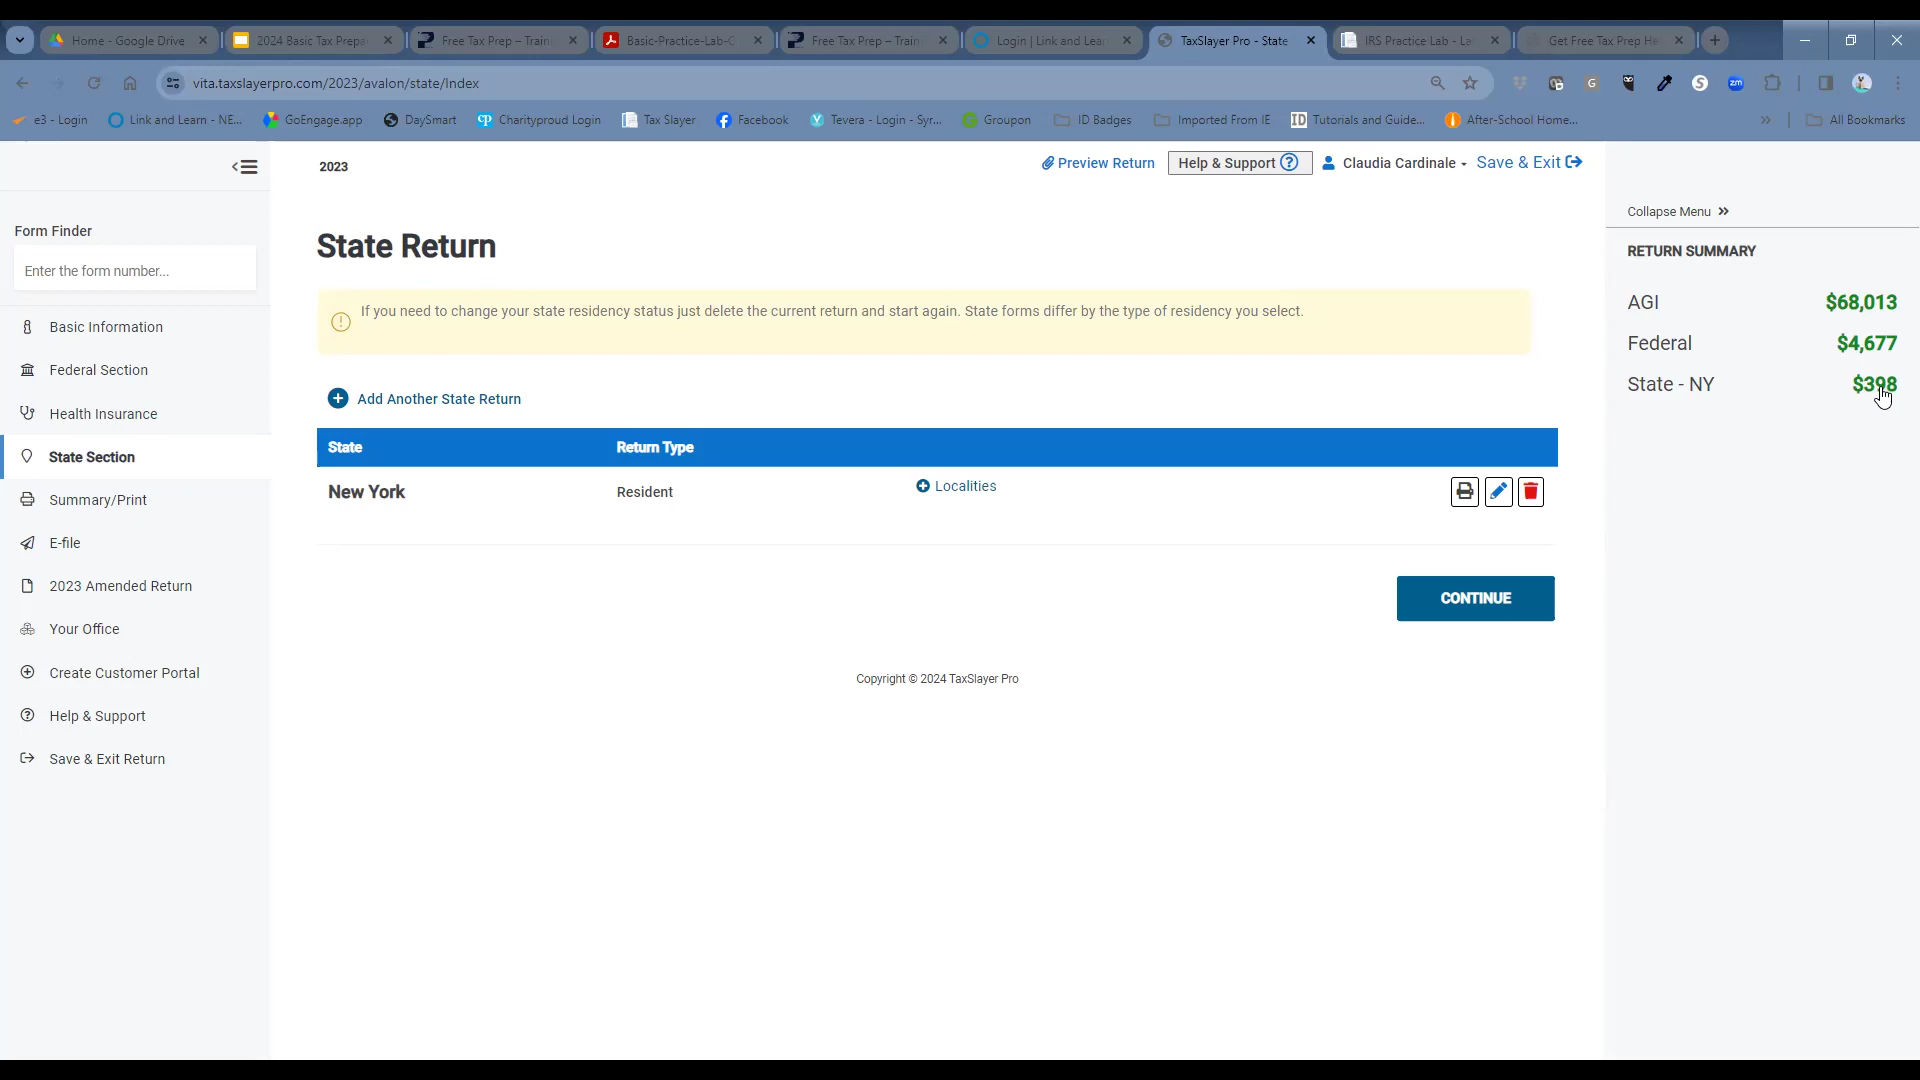 Home - Google Drive
2024 Basic Tax Prepa
Free Tax Prep – Train
Basic-Practice-Lab-C
Free Tax Prep – Train
Login | Link and Lea
TaxSlayer Pro - State
IRS Practice Lab - La
Get Free Tax Prep He
vita.taxslayerpro.com/2023/avalon/state/Index
e3 - Login
Link and Learn - NE...
GoEngage.app
DaySmart
Charityproud Login
Tax Slayer
Facebook
Tevera - Login - Syr...
Groupon
ID Badges
Imported From IE
Tutorials and Guide...
After-School Home...
All Bookmarks
2023
Preview Return
Help & Support
Claudia Cardinale
Save & Exit
Form Finder
Enter the form number...
Basic Information
Federal Section
Health Insurance
State Section
Summary/Print
E-file
2023 Amended Return
Your Office
Create Customer Portal
Help & Support
Save & Exit Return
State Return
If you need to change your state residency status just delete the current return and start again. State forms differ by the type of residency you select.
Add Another State Return
State Return Type
New York Resident Localities
CONTINUE
Copyright © 2024 TaxSlayer Pro
Collapse Menu
RETURN SUMMARY
AGI $68,013
Federal $4,677
State - NY $398